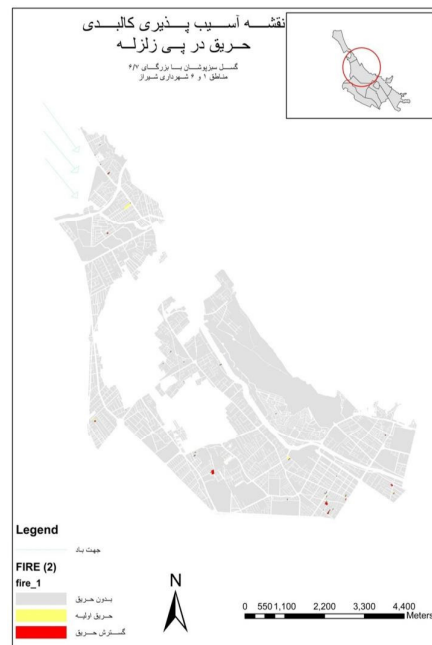 نقشه آسیب پذیری کالبدی
حریق در پی زلزله
گسل سبزپوشان با بزرگای ۶/۷
مناطق ۱ و ۶ شهرداری شیراز
Legend
جهت باد
FIRE (2)
fire_1
بدون حریق
حریق اولیه
گسترش حریق
N
0 550 1,100 2,200 3,300 4,400
Meters